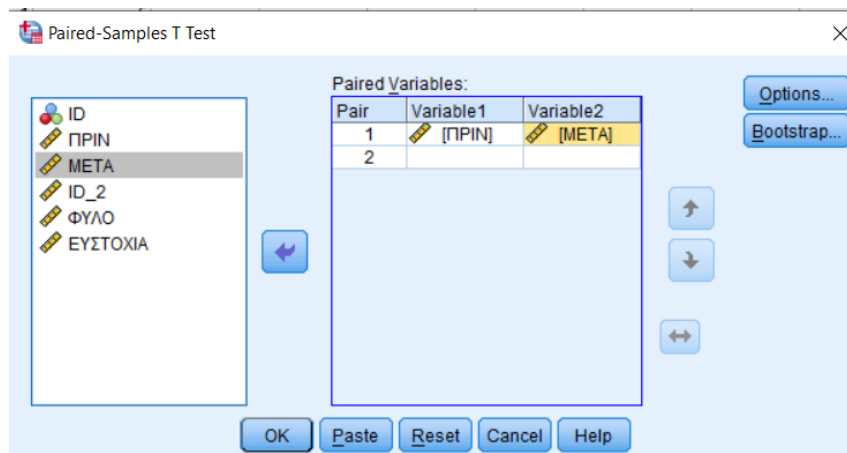 Paired-Samples T Test
ID
ΠΡΙΝ
ΜΕΤΑ
ID_2
ΦΥΛΟ
ΕΥΣΤΟΧΙΑ
Paired Variables:
Pair Variable1 Variable2
1 [ΠΡΙΝ] [ΜΕΤΑ]
2
Options...
Bootstrap...
OK Paste Reset Cancel Help